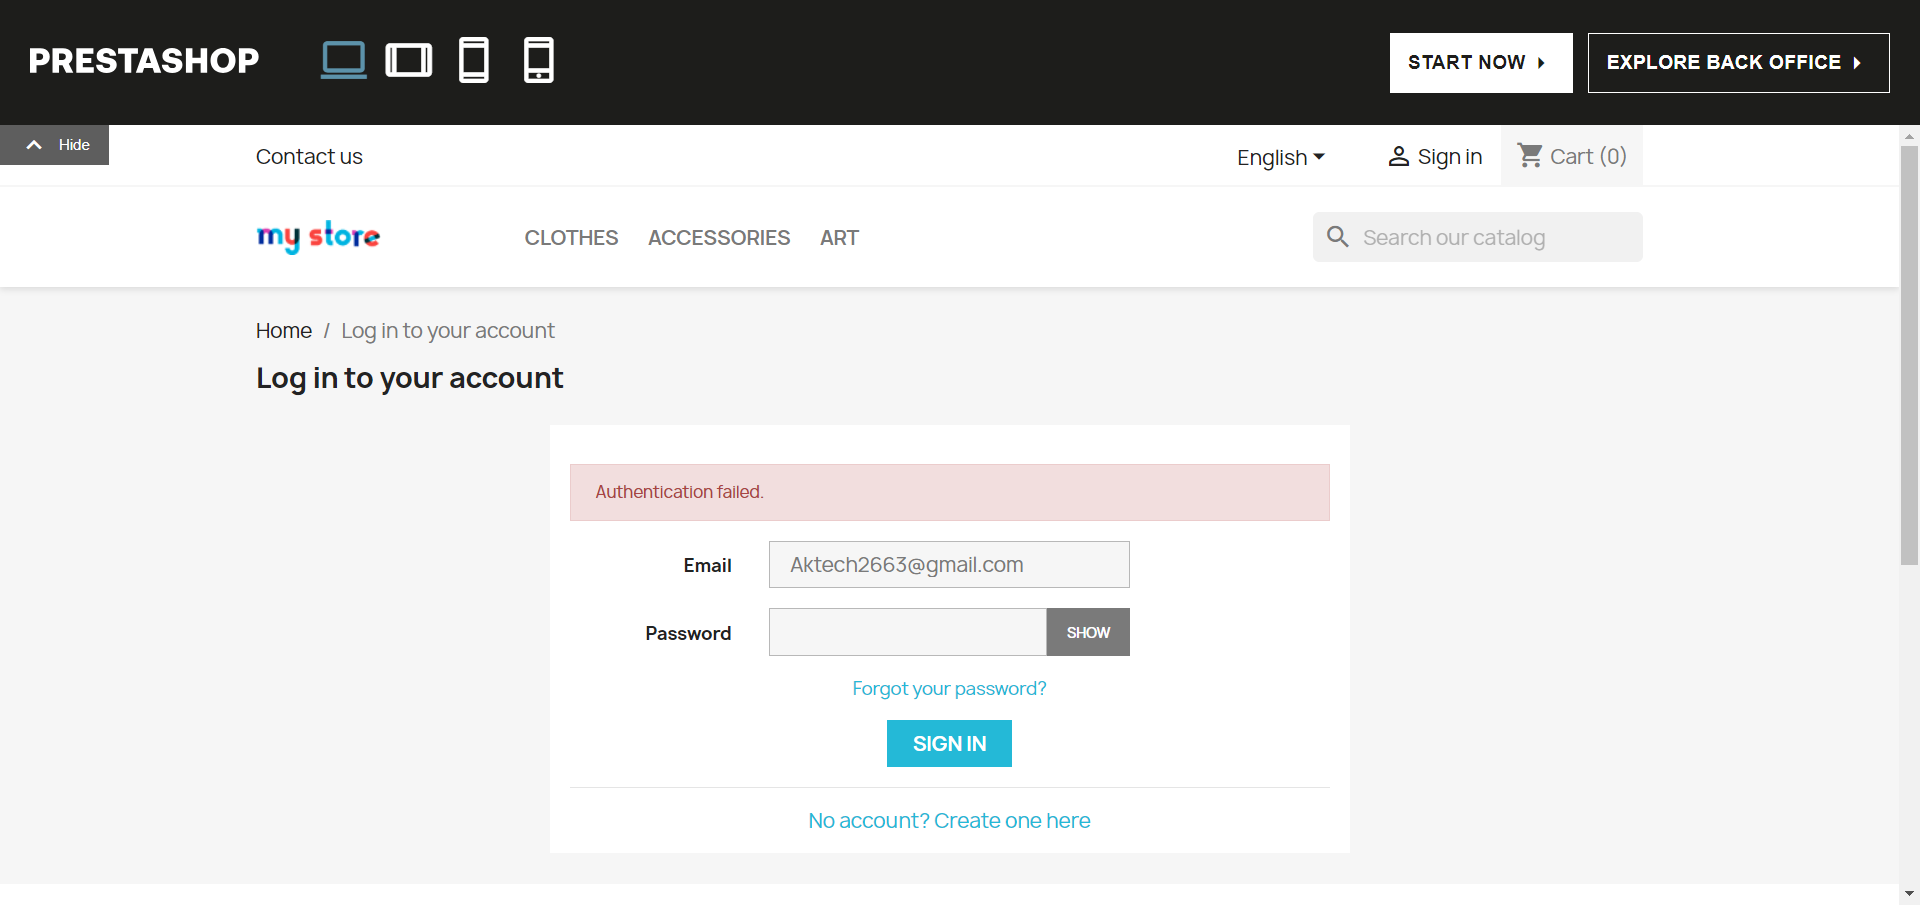 PRESTASHOP
START NOW
EXPLORE BACK OFFICE
Hide
Contact us
English
Sign in
Cart (0)
my store
CLOTHES
ACCESSORIES
ART
Search our catalog
Home / Log in to your account
Log in to your account
Authentication failed.
Email
Aktech2663@gmail.com
Password
SHOW
Forgot your password?
SIGN IN
No account? Create one here